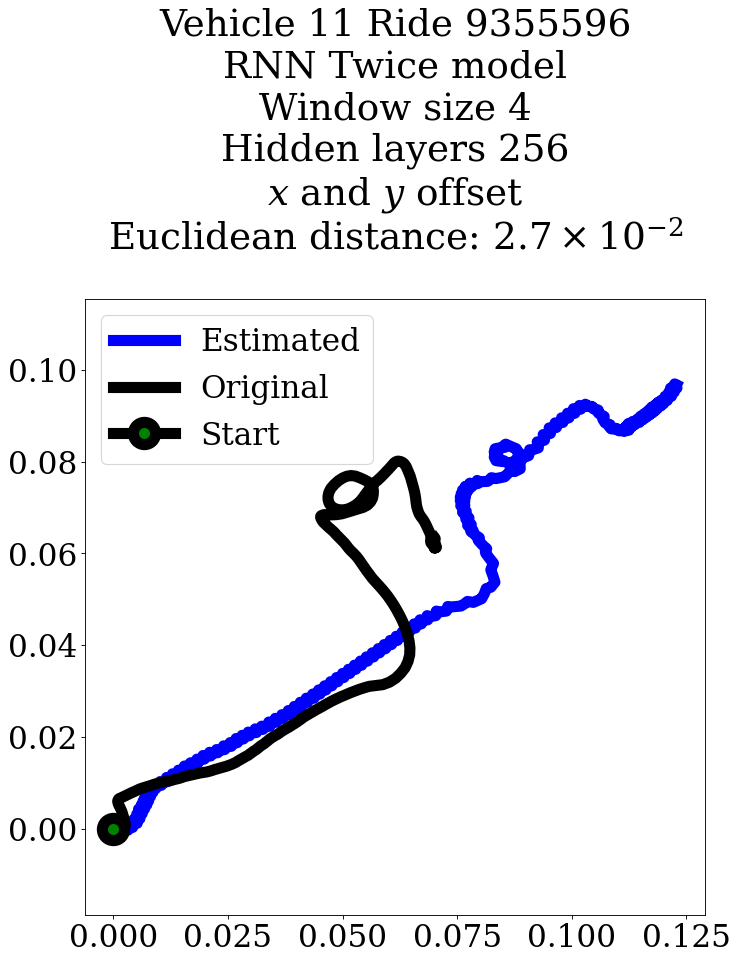 Vehicle 11 Ride 9355596
RNN Twice model
Window size 4
Hidden layers 256
x and y offset
Euclidean distance: 2.7 × 10⁻²
Estimated
Original
Start
0.10
0.08
0.06
0.04
0.02
0.00
0.000 0.025 0.050 0.075 0.100 0.125